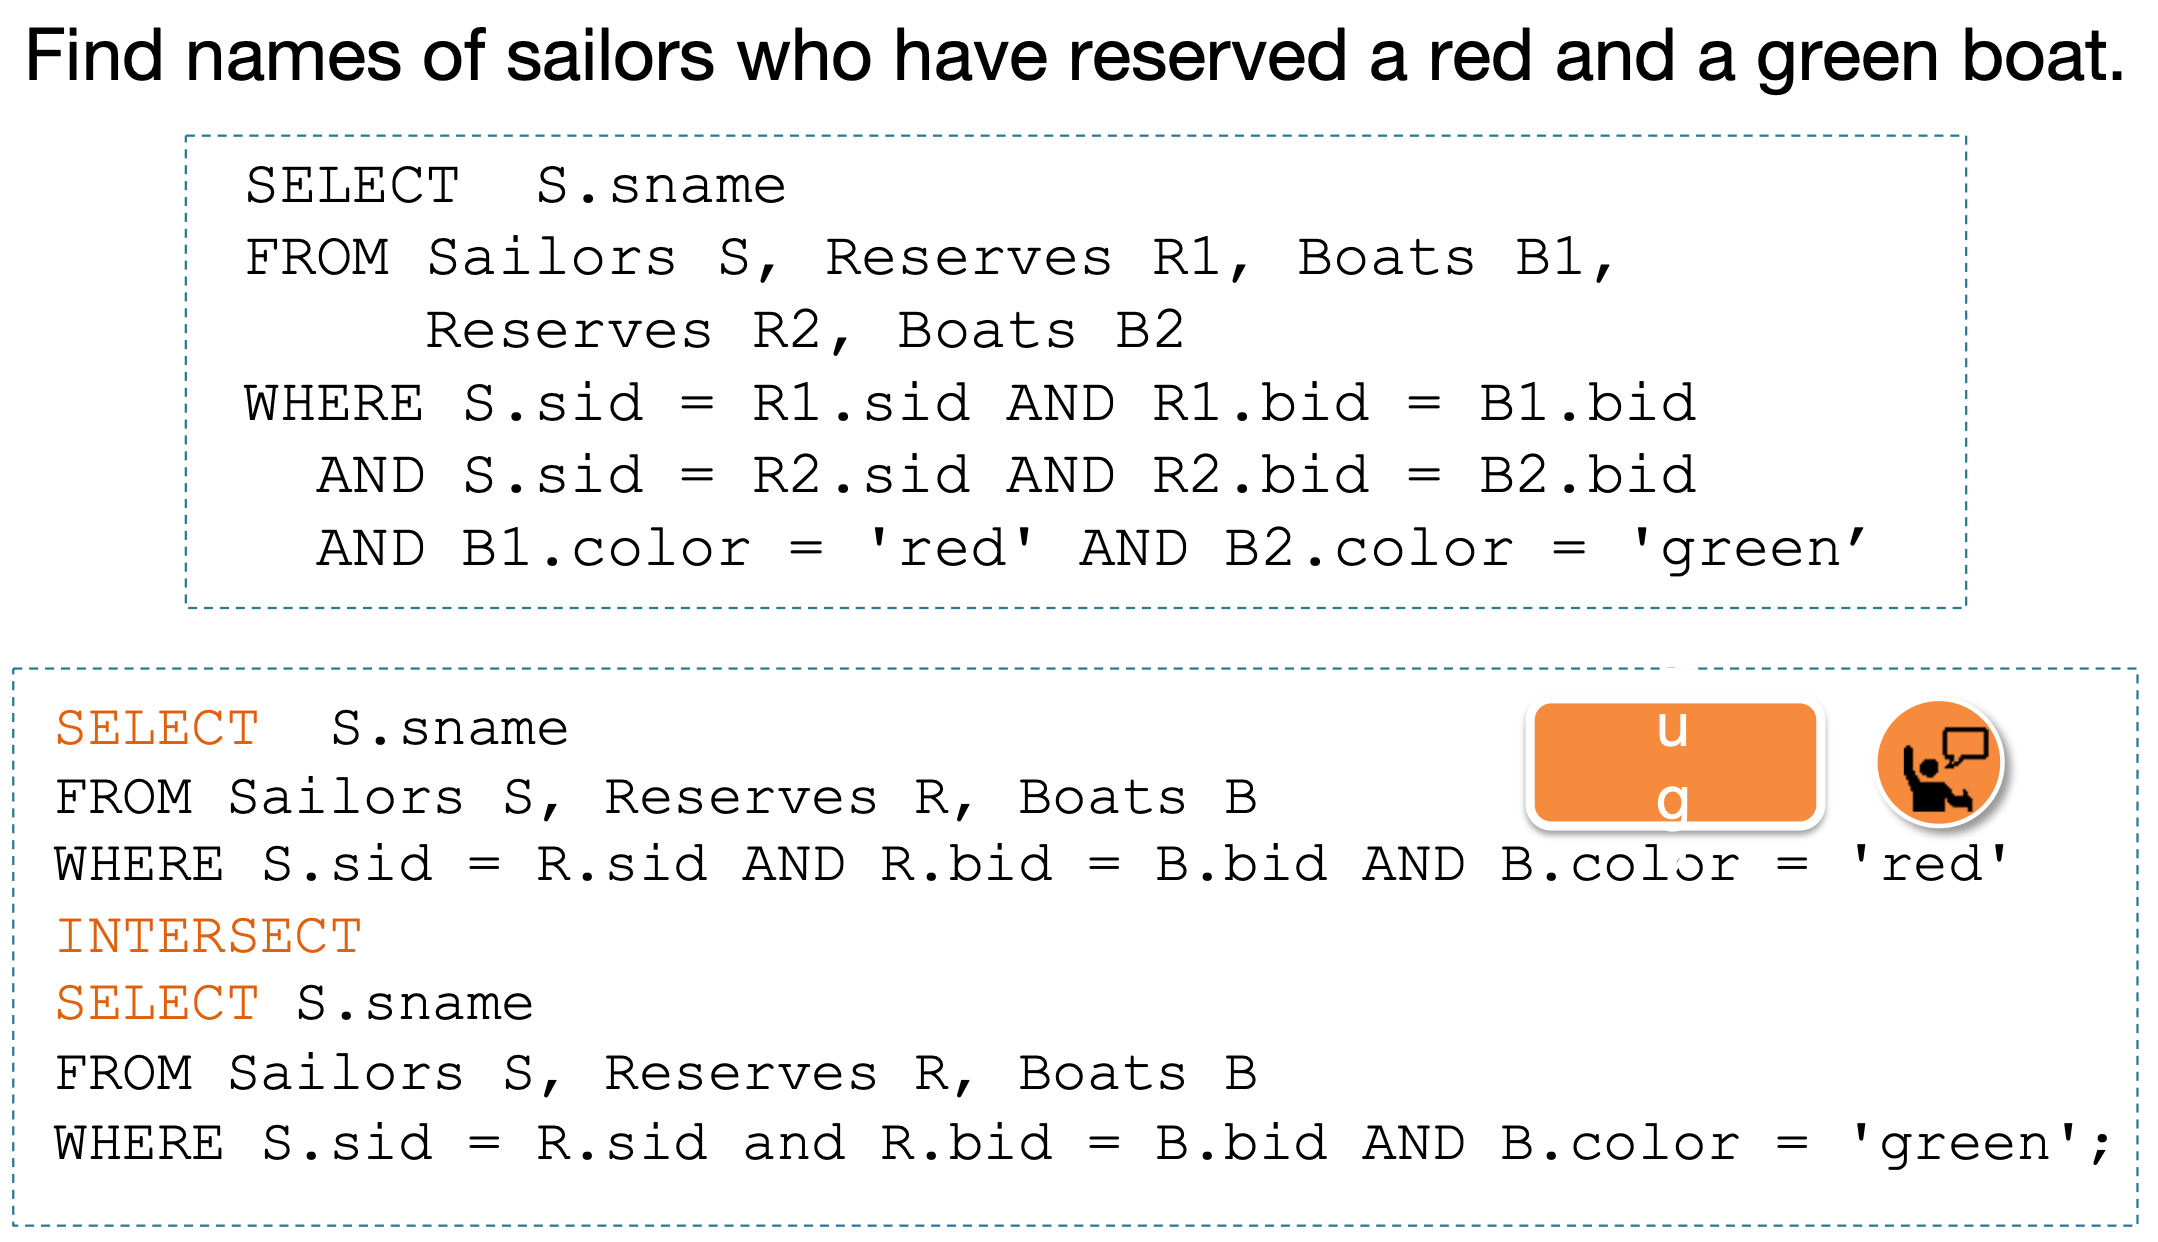 Find names of sailors who have reserved a red and a green boat.
SELECT  S.sname
FROM Sailors S, Reserves R1, Boats B1,
     Reserves R2, Boats B2
WHERE S.sid = R1.sid AND R1.bid = B1.bid
  AND S.sid = R2.sid AND R2.bid = B2.bid
  AND B1.color = 'red' AND B2.color = 'green’
SELECT  S.sname
FROM Sailors S, Reserves R, Boats B
WHERE S.sid = R.sid AND R.bid = B.bid AND B.color = 'red'
INTERSECT
SELECT S.sname
FROM Sailors S, Reserves R, Boats B
WHERE S.sid = R.sid and R.bid = B.bid AND B.color = 'green';
u
g